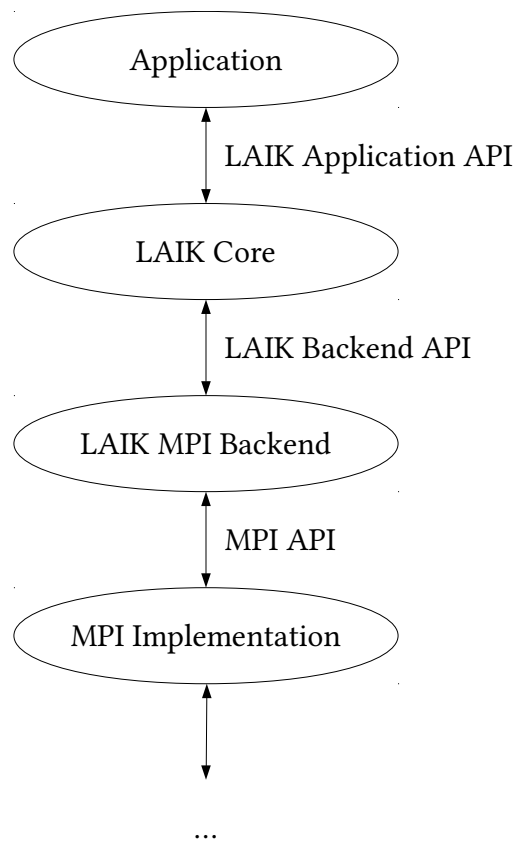 Application
LAIK Application API
LAIK Core
LAIK Backend API
LAIK MPI Backend
MPI API
MPI Implementation
...